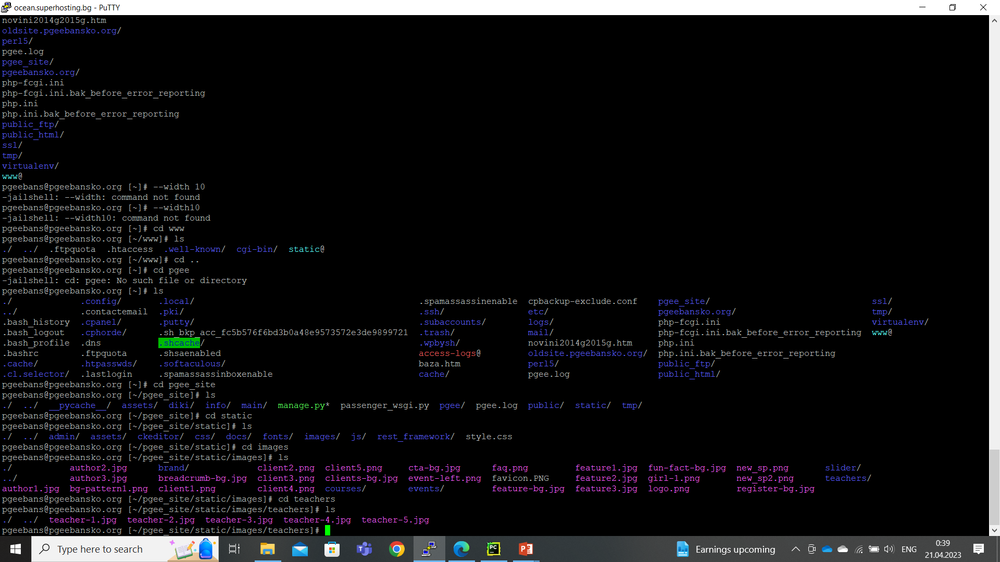 ocean.superhosting.bg - PuTTY
novini2014g2015g.htm
oldsite.pgeebansko.org/
perl5/
pgee.log
pgee_site/
pgeebansko.org/
php-fcgi.ini
php-fcgi.ini.bak_before_error_reporting
php.ini
php.ini.bak_before_error_reporting
public_ftp/
public_html/
ssl/
tmp/
virtualenv/
www@
pgeebans@pgeebansko.org [~]# --width 10
-jailshell: --width: command not found
pgeebans@pgeebansko.org [~]# --width10
-jailshell: --width10: command not found
pgeebans@pgeebansko.org [~]# cd www
pgeebans@pgeebansko.org [~/www]# ls
./ ../ .ftpquota .htaccess .well-known/ cgi-bin/ static@
pgeebans@pgeebansko.org [~/www]# cd ..
pgeebans@pgeebansko.org [~]# cd pgee
-jailshell: cd: pgee: No such file or directory
pgeebans@pgeebansko.org [~]# ls
./ .config/ .local/ .spamassassinenable cpbackup-exclude.conf pgee_site/ ssl/
../ .contactemail .pki/ .ssh/ etc/ pgeebansko.org/ tmp/
.bash_history .cpanel/ .putty/ .subaccounts/ logs/ php-fcgi.ini virtualenv/
.bash_logout .cphorde/ .sh_bkp_acc_fc5b576f6bd3b0a48e9573572e3de9899721 .trash/ mail/ php-fcgi.ini.bak_before_error_reporting www@
.bash_profile .dns .shcache/ .wpbysh/ novini2014g2015g.htm php.ini
.bashrc .ftpquota .shsaenabled access-logs@ oldsite.pgeebansko.org/ php.ini.bak_before_error_reporting
.cache/ .htpasswds/ .softaculous/ baza.htm perl5/ public_ftp/
.cl.selector/ .lastlogin .spamassassinboxenable cache/ pgee.log public_html/
pgeebans@pgeebansko.org [~]# cd pgee_site
pgeebans@pgeebansko.org [~/pgee_site]# ls
./ ../ __pycache__/ assets/ diki/ info/ main/ manage.py* passenger_wsgi.py pgee/ pgee.log public/ static/ tmp/
pgeebans@pgeebansko.org [~/pgee_site]# cd static
pgeebans@pgeebansko.org [~/pgee_site/static]# ls
./ ../ admin/ assets/ ckeditor/ css/ docs/ fonts/ images/ js/ rest_framework/ style.css
pgeebans@pgeebansko.org [~/pgee_site/static]# cd images
pgeebans@pgeebansko.org [~/pgee_site/static/images]# ls
./ author2.jpg brand/ client2.png client5.png cta-bg.jpg faq.png feature1.jpg fun-fact-bg.jpg new_sp.png slider/
../ author3.jpg breadcrumb-bg.jpg client3.png clients-bg.jpg event-left.png favicon.PNG feature2.jpg girl-1.png new_sp2.png teachers/
author1.jpg bg-pattern1.png client1.png client4.png courses/ events/ feature-bg.jpg feature3.jpg logo.png register-bg.jpg
pgeebans@pgeebansko.org [~/pgee_site/static/images]# cd teachers
pgeebans@pgeebansko.org [~/pgee_site/static/images/teachers]# ls
./ ../ teacher-1.jpg teacher-2.jpg teacher-3.jpg teacher-4.jpg teacher-5.jpg
pgeebans@pgeebansko.org [~/pgee_site/static/images/teachers]#
Type here to search
Earnings upcoming
ENG
0:39
21.04.2023